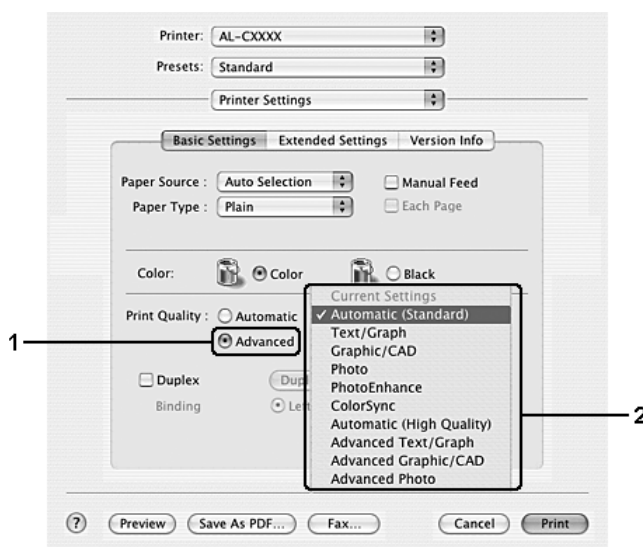 Printer: AL-CXXXX
Presets: Standard
Printer Settings
Basic Settings Extended Settings Version Info
Paper Source : Auto Selection Manual Feed
Paper Type : Plain Each Page
Color: Color Black
Print Quality : Automatic
1 Advanced
Duplex Dupl
Binding Left
Current Settings
✓ Automatic (Standard)
Text/Graph
Graphic/CAD
Photo
PhotoEnhance
ColorSync
2
Automatic (High Quality)
Advanced Text/Graph
Advanced Graphic/CAD
Advanced Photo
? Preview Save As PDF... Fax... Cancel Print